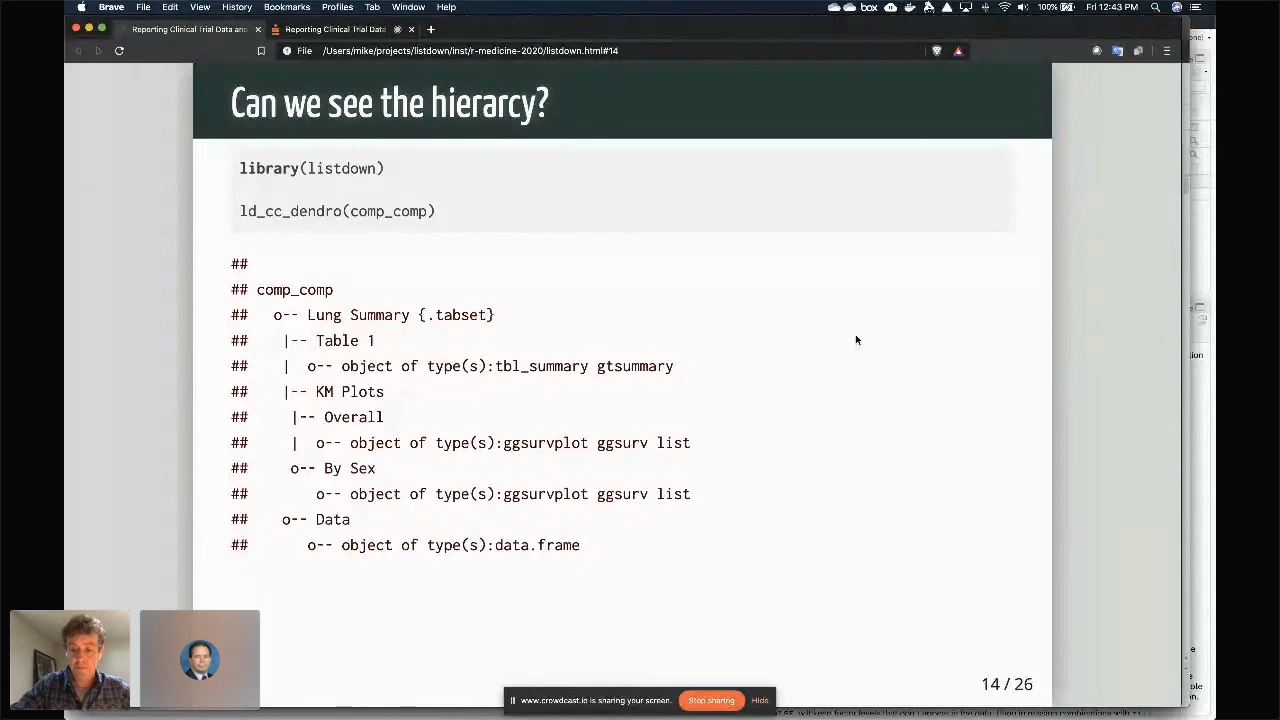 Brave File Edit View History Bookmarks Profiles Tab Window Help box 100% Fri 12:43 PM
Reporting Clinical Trial Data and Reporting Clinical Trial Data
File /Users/mike/projects/listdown/inst/r-medicine-2020/listdown.html#14
Can we see the hierarcy?
library(listdown)
ld_cc_dendro(comp_comp)
##
## comp_comp
## o-- Lung Summary {.tabset}
## |-- Table 1
## | o-- object of type(s):tbl_summary gtsummary
## |-- KM Plots
## |-- Overall
## | o-- object of type(s):ggsurvplot ggsurv list
## o-- By Sex
## o-- object of type(s):ggsurvplot ggsurv list
## o-- Data
## o-- object of type(s):data.frame
14 / 26
www.crowdcast.io is sharing your screen. Stop sharing Hide